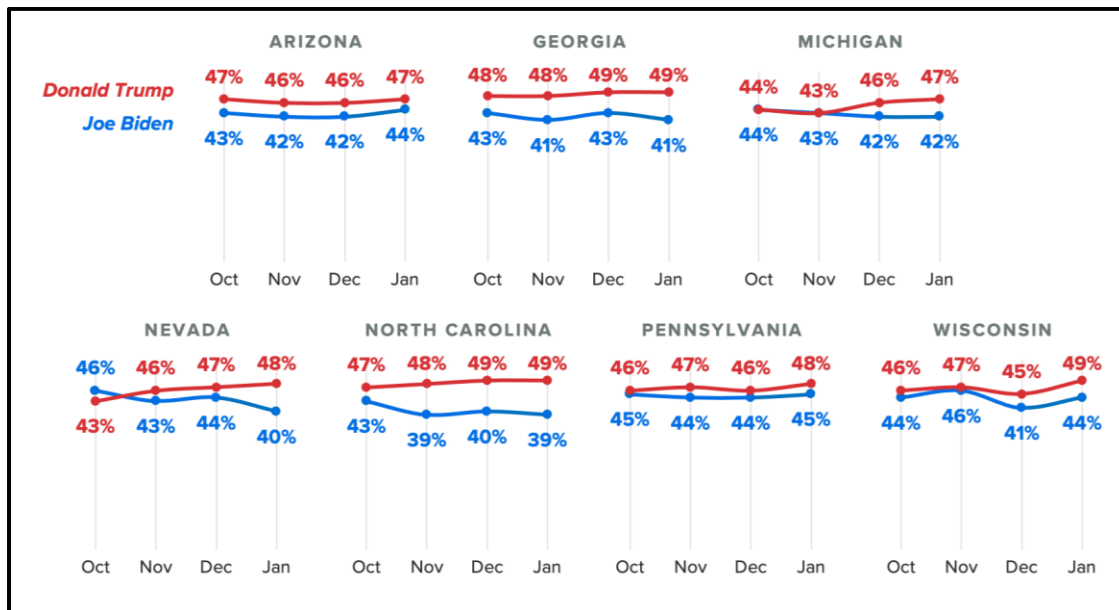 ARIZONA GEORGIA MICHIGAN
47% 46% 46% 47% 48% 48% 49% 49% 44% 43% 46% 47%
Donald Trump
Joe Biden
43% 42% 42% 44% 43% 41% 43% 41% 44% 43% 42% 42%
Oct Nov Dec Jan Oct Nov Dec Jan Oct Nov Dec Jan
NEVADA NORTH CAROLINA PENNSYLVANIA WISCONSIN
46% 46% 47% 48% 47% 48% 49% 49% 46% 47% 46% 48% 46% 47% 45% 49%
43% 43% 44% 40% 43% 39% 40% 39% 45% 44% 44% 45% 44% 46% 41% 44%
Oct Nov Dec Jan Oct Nov Dec Jan Oct Nov Dec Jan Oct Nov Dec Jan